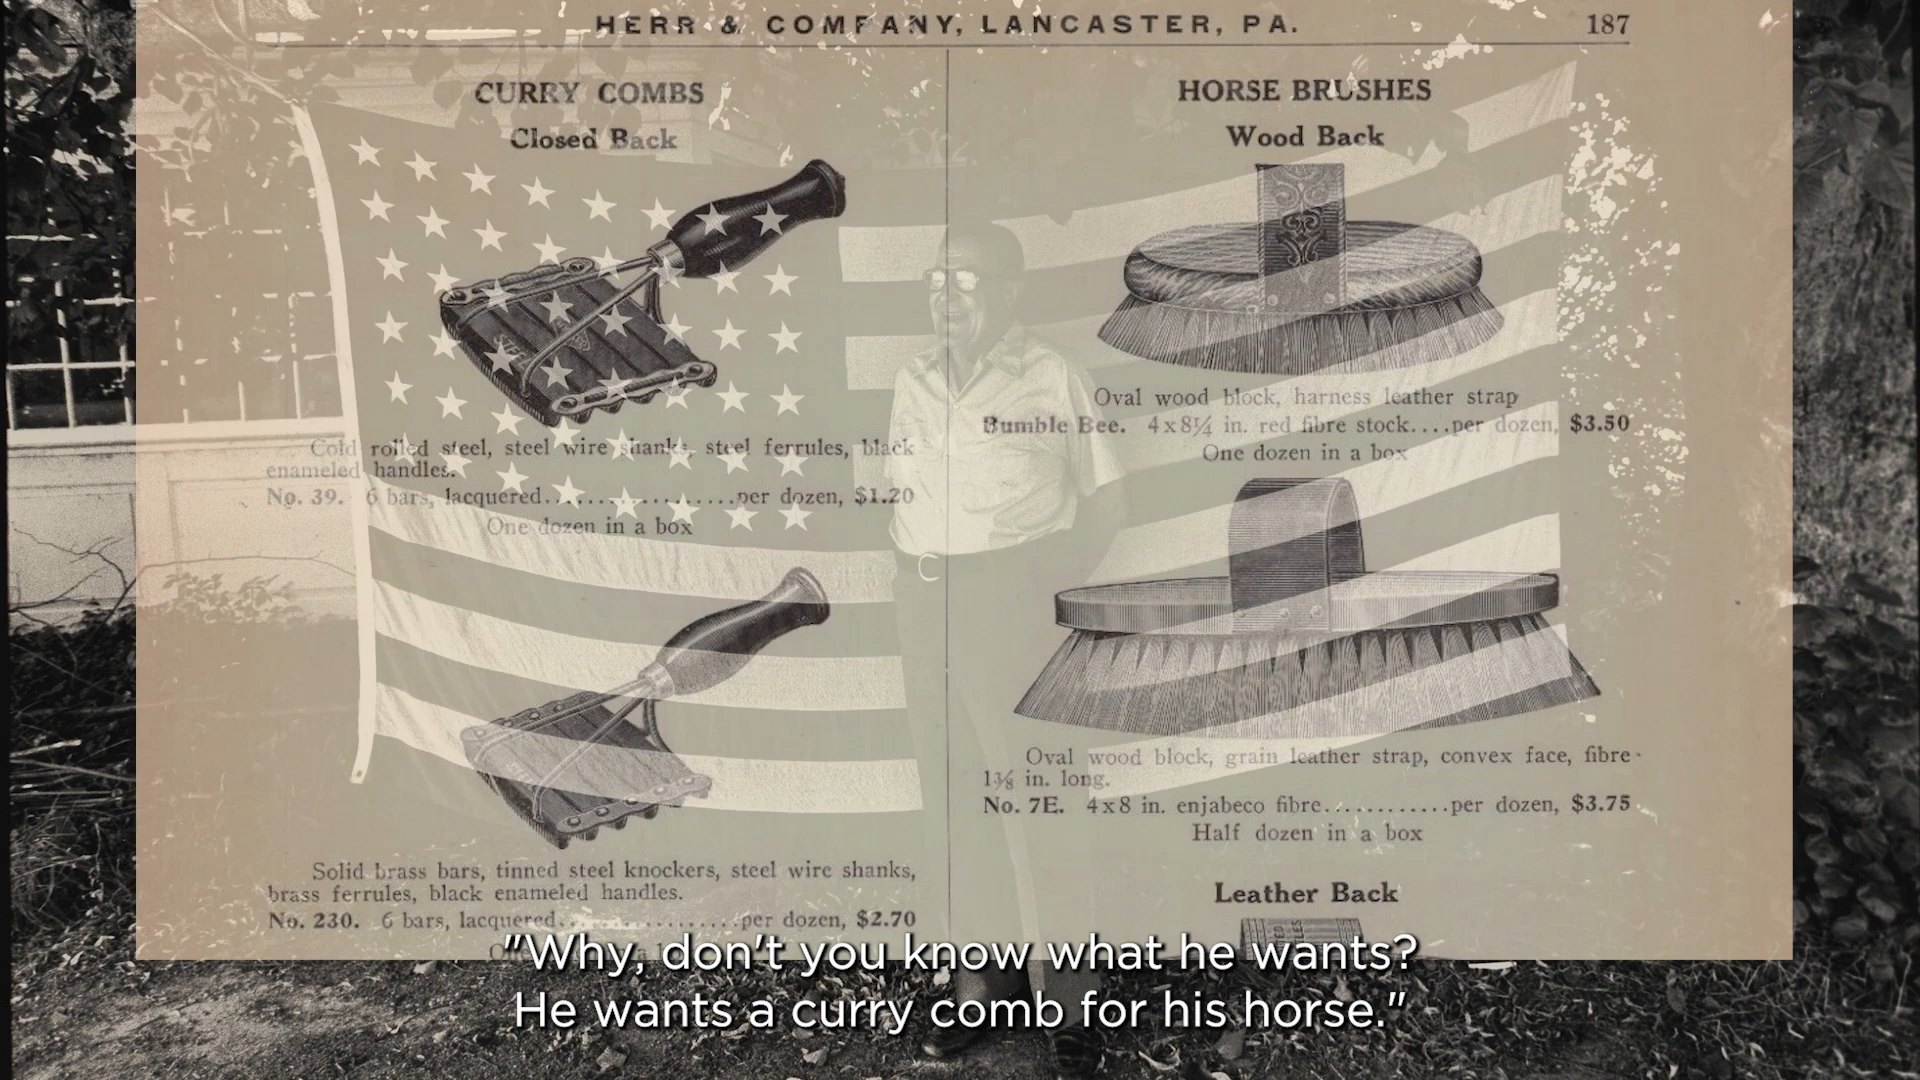 HERR & COMPANY, LANCASTER, PA. 187
CURRY COMBS
Closed Back
Cold rolled steel, steel wire shanks, steel ferrules, black
enameled handles.
No. 39. 6 bars, lacquered..................per dozen, $1.20
One dozen in a box
Solid brass bars, tinned steel knockers, steel wire shanks,
brass ferrules, black enameled handles.
No. 230. 6 bars, lacquered..................per dozen, $2.70
HORSE BRUSHES
Wood Back
Oval wood block, harness leather strap
Bumble Bee. 4x8¼ in. red fibre stock....per dozen, $3.50
One dozen in a box
Oval wood block, grain leather strap, convex face, fibre
1⅜ in. long.
No. 7E. 4x8 in. enjabeco fibre............per dozen, $3.75
Half dozen in a box
Leather Back
"Why, don't you know what he wants?
He wants a curry comb for his horse."